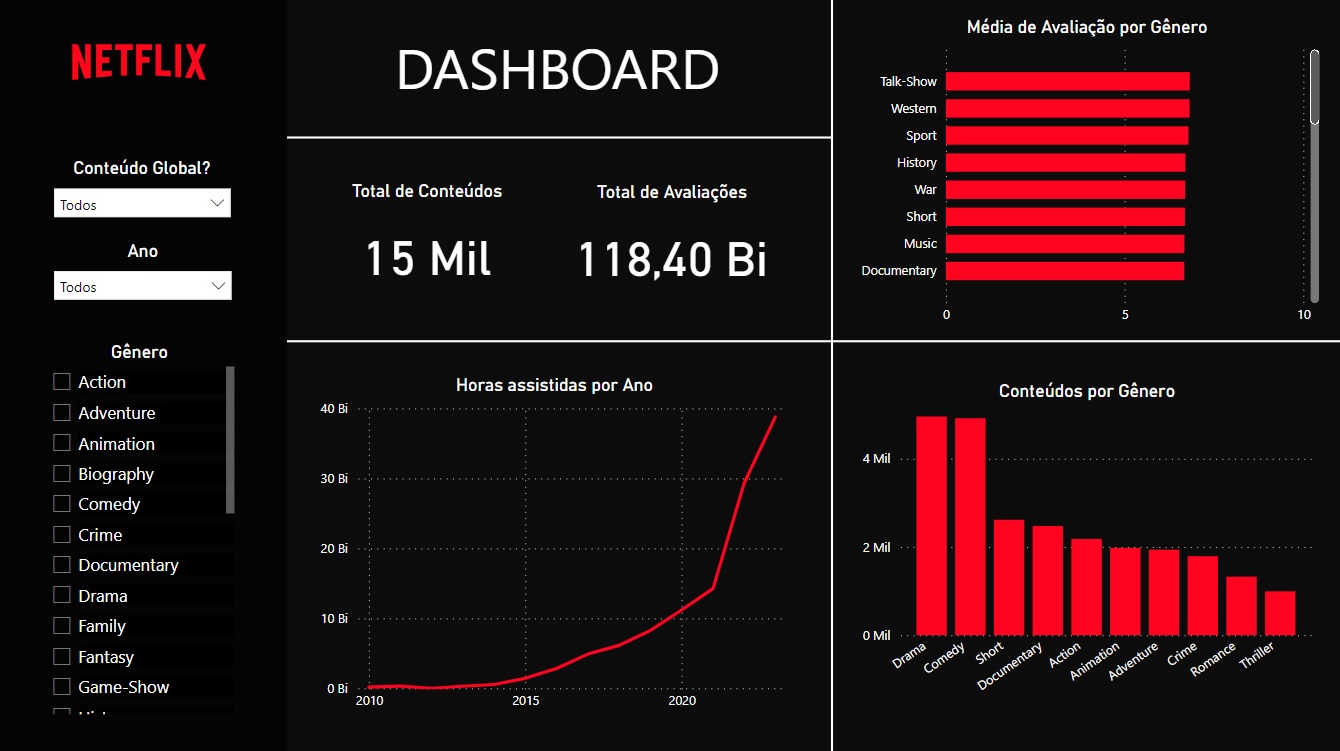 NETFLIX
Conteúdo Global?
Todos
Ano
Todos
Gênero
Action
Adventure
Animation
Biography
Comedy
Crime
Documentary
Drama
Family
Fantasy
Game-Show
DASHBOARD
Total de Conteúdos
15 Mil
Total de Avaliações
118,40 Bi
Média de Avaliação por Gênero
Talk-Show
Western
Sport
History
War
Short
Music
Documentary
0 5 10
Horas assistidas por Ano
40 Bi
30 Bi
20 Bi
10 Bi
0 Bi
2010 2015 2020
Conteúdos por Gênero
4 Mil
2 Mil
0 Mil
Drama Comedy Short Documentary Action Animation Adventure Crime Romance Thriller